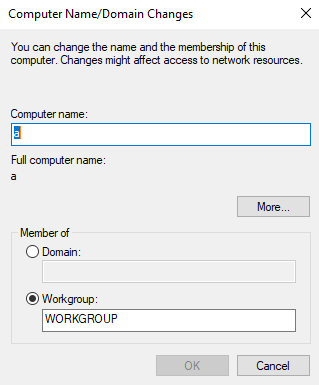 Computer Name/Domain Changes
You can change the name and the membership of this
computer. Changes might affect access to network resources.
Computer name:
a
Full computer name:
a
More...
Member of
Domain:
Workgroup:
WORKGROUP
OK
Cancel